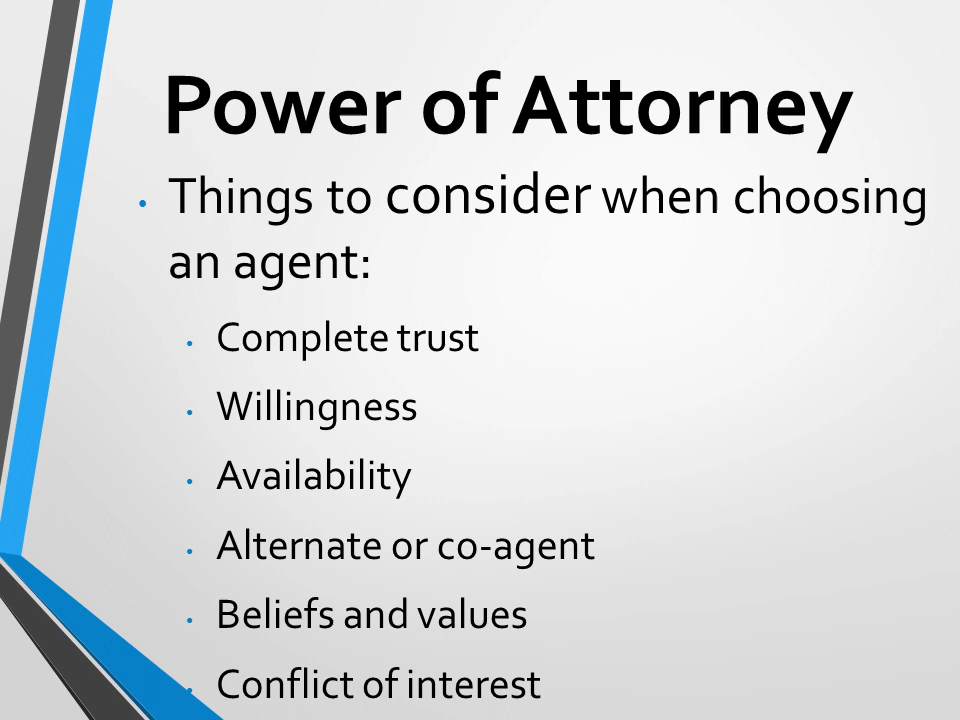 Power of Attorney
• Things to consider when choosing
an agent:
• Complete trust
• Willingness
• Availability
• Alternate or co-agent
• Beliefs and values
• Conflict of interest